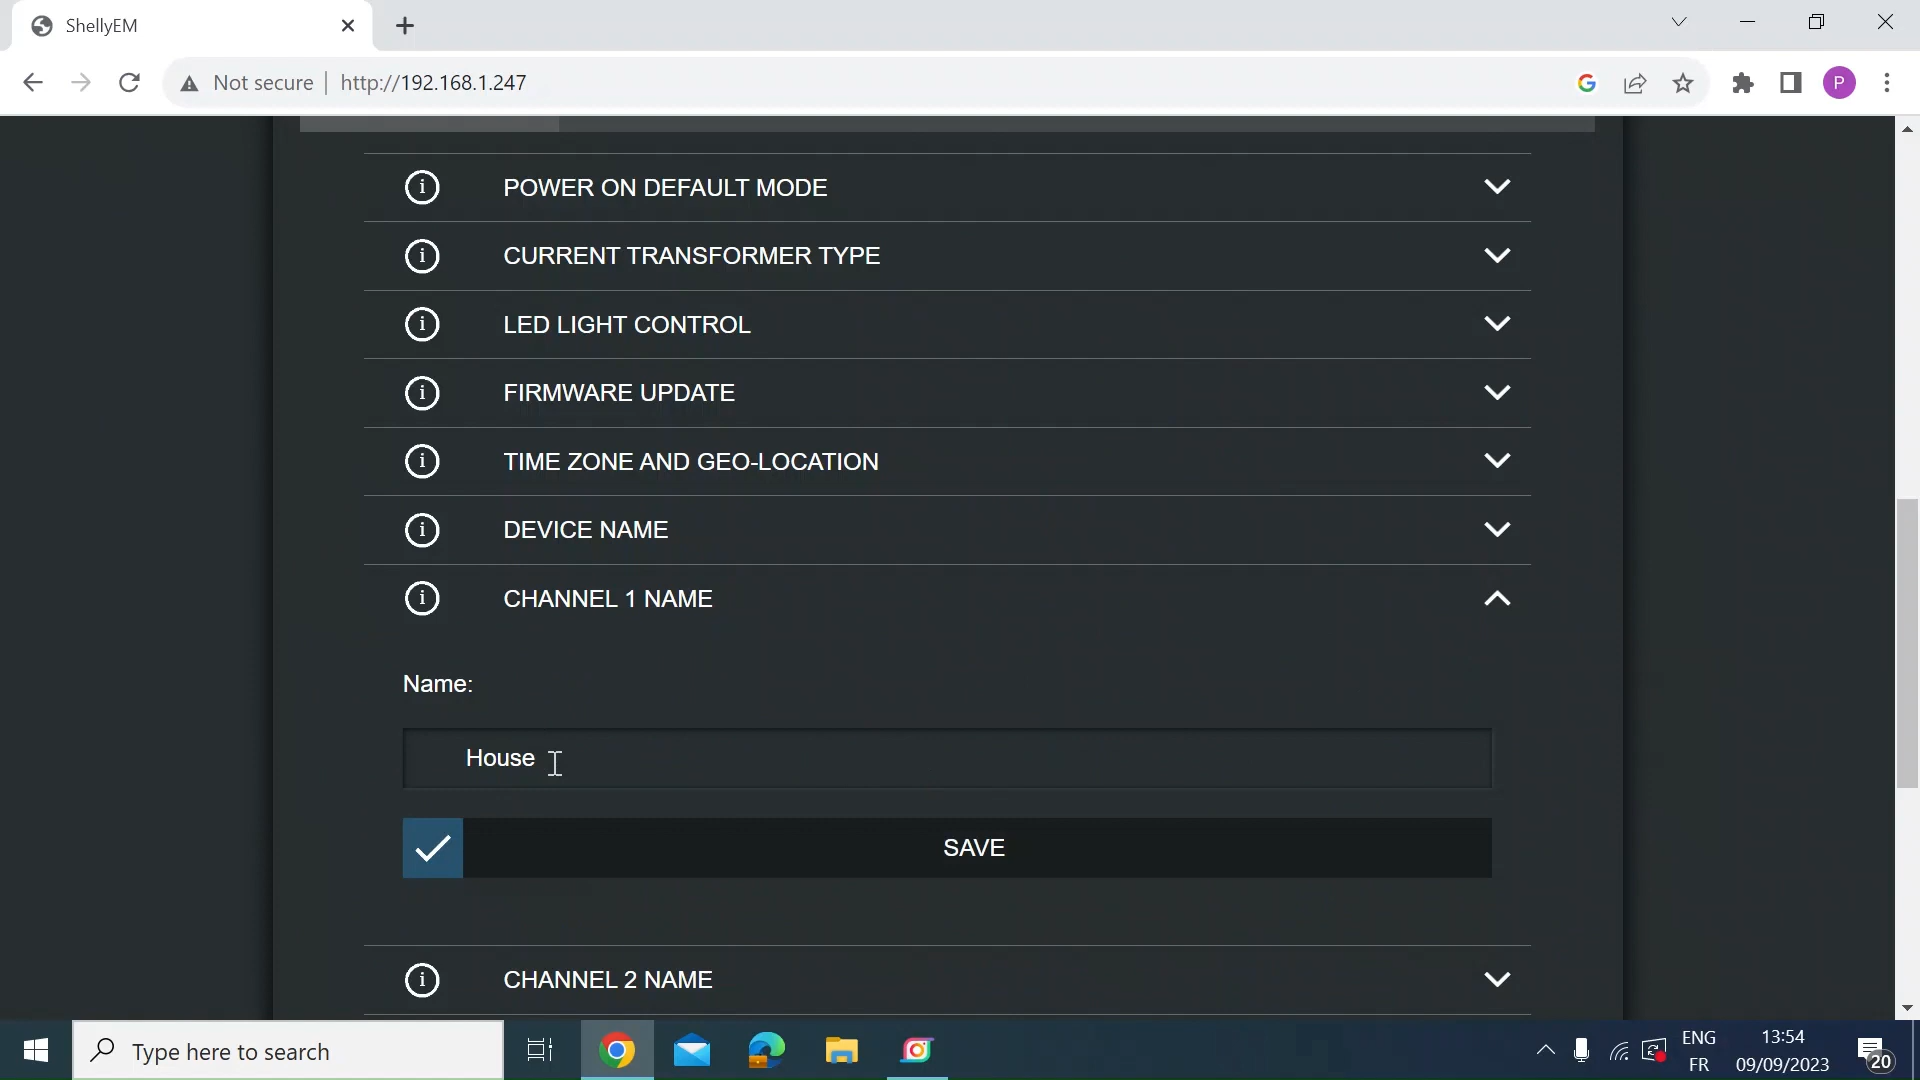 ShellyEM
Not secure
http://192.168.1.247
P
POWER ON DEFAULT MODE
CURRENT TRANSFORMER TYPE
LED LIGHT CONTROL
FIRMWARE UPDATE
TIME ZONE AND GEO-LOCATION
DEVICE NAME
CHANNEL 1 NAME
Name:
House
SAVE
CHANNEL 2 NAME
Type here to search
ENG
FR
13:54
09/09/2023
20